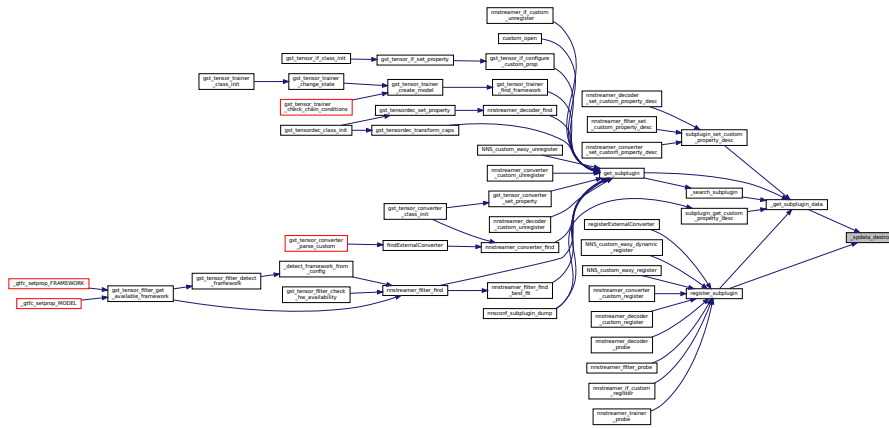 nnstreamer_if_custom
_unregister
custom_open
gst_tensor_if_class_init
gst_tensor_if_set_property
gst_tensor_if_configure
_custom_prop
gst_tensor_trainer
_class_init
gst_tensor_trainer
_change_state
gst_tensor_trainer
_create_model
gst_tensor_trainer
_find_framework
gst_tensor_trainer
_check_chain_conditions
gst_tensordec_set_property
nnstreamer_decoder_find
gst_tensordec_class_init
gst_tensordec_transform_caps
NNS_custom_easy_unregister
nnstreamer_converter
_custom_unregister
gst_tensor_converter
_set_property
gst_tensor_converter
_class_init
nnstreamer_decoder
_custom_unregister
gst_tensor_converter
_parse_custom
findExternalConverter
nnstreamer_converter_find
_detect_framework_from
_config
_gtfc_setprop_FRAMEWORK
_gtfc_setprop_MODEL
gst_tensor_filter_get
_available_framework
gst_tensor_filter_detect
_framework
gst_tensor_filter_check
_hw_availability
nnstreamer_filter_find
nnstreamer_filter_find
_best_fit
nnsconf_subplugin_dump
nnstreamer_decoder
_set_custom_property_desc
nnstreamer_filter_set
_custom_property_desc
nnstreamer_converter
_set_custom_property_desc
subplugin_set_custom
_property_desc
get_subplugin
_search_subplugin
subplugin_get_custom
_property_desc
_get_subplugin_data
_spdata_destroy
registerExternalConverter
NNS_custom_easy_dynamic
_register
NNS_custom_easy_register
nnstreamer_converter
_custom_register
register_subplugin
nnstreamer_decoder
_custom_register
nnstreamer_decoder
_probe
nnstreamer_filter_probe
nnstreamer_if_custom
_register
nnstreamer_trainer
_probe